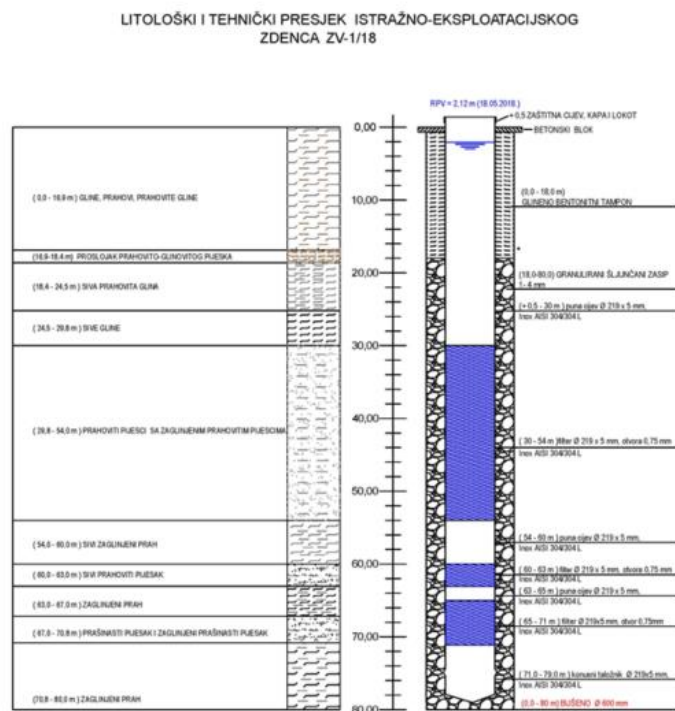 LITOLOŠKI I TEHNIČKI PRESJEK ISTRAŽNO-EKSPLOATACIJSKOG
ZDENCA ZV-1/18
RPV = 2,12 m (18.05.2018.)
+ 0,5 ZAŠTITNA CIJEV, KAPA I LOKOT
BETONSKI BLOK
0,00
10,00
20,00
30,00
40,00
50,00
60,00
70,00
80,00
( 0,0 - 16,9 m ) GLINE, PRAHOVI, PRAHOVITE GLINE
(16,9-18,4 m) PROSLOJAK PRAHOVITO-GLINOVITOG PIJESKA
(18,4 - 24,5 m ) SIVA PRAHOVITA GLINA
( 24,5 - 29,8 m ) SIVE GLINE
( 29,8 - 54,0 m ) PRAHOVITI PIJESCI SA ZAGLINJENIM PRAHOVITIM PIJESCIMA
(54,0 - 60,0 m ) SIVI ZAGLINJENI PRAH
(60,0 - 63,0 m ) SIVI PRAHOVITI PIJESAK
(63,0 - 67,0 m ) ZAGLINJENI PRAH
( 67,0 - 70,8 m ) PRAŠINASTI PIJESAK I ZAGLINJENI PRAŠINASTI PIJESAK
(70,8 - 80,0 m ) ZAGLINJENI PRAH
(0,0 - 18,0 m)
GLINENO BENTONITNI TAMPON
(18,0-80,0) GRANULIRANI ŠLJUNČANI ZASIP
1- 4 mm
(+ 0,5 - 30 m ) puna cijev Ø 219 x 5 mm,
Inox AISI 304/304 L
( 30 - 54 m )filter Ø 219 x 5 mm, otvora 0,75 mm
Inox AISI 304/304 L
( 54 - 60 m ) puna cijev Ø 219 x 5 mm,
Inox AISI 304/304 L
( 60 - 63 m ) filter Ø 219 x 5 mm, otvora 0,75 mm
Inox AISI 304/304 L
( 63 - 65 m ) puna cijev Ø 219 x 5 mm,
Inox AISI 304/304 L
( 65 - 71 m ) filter Ø 219x5 mm, otvor 0,75mm
Inox AISI 304/304 L
( 71,0 - 79,0 m ) konusni taložnik Ø 219x5 mm,
Inox AISI 304/304 L
(0,0 - 80 m) BUŠENO Ø 600 mm